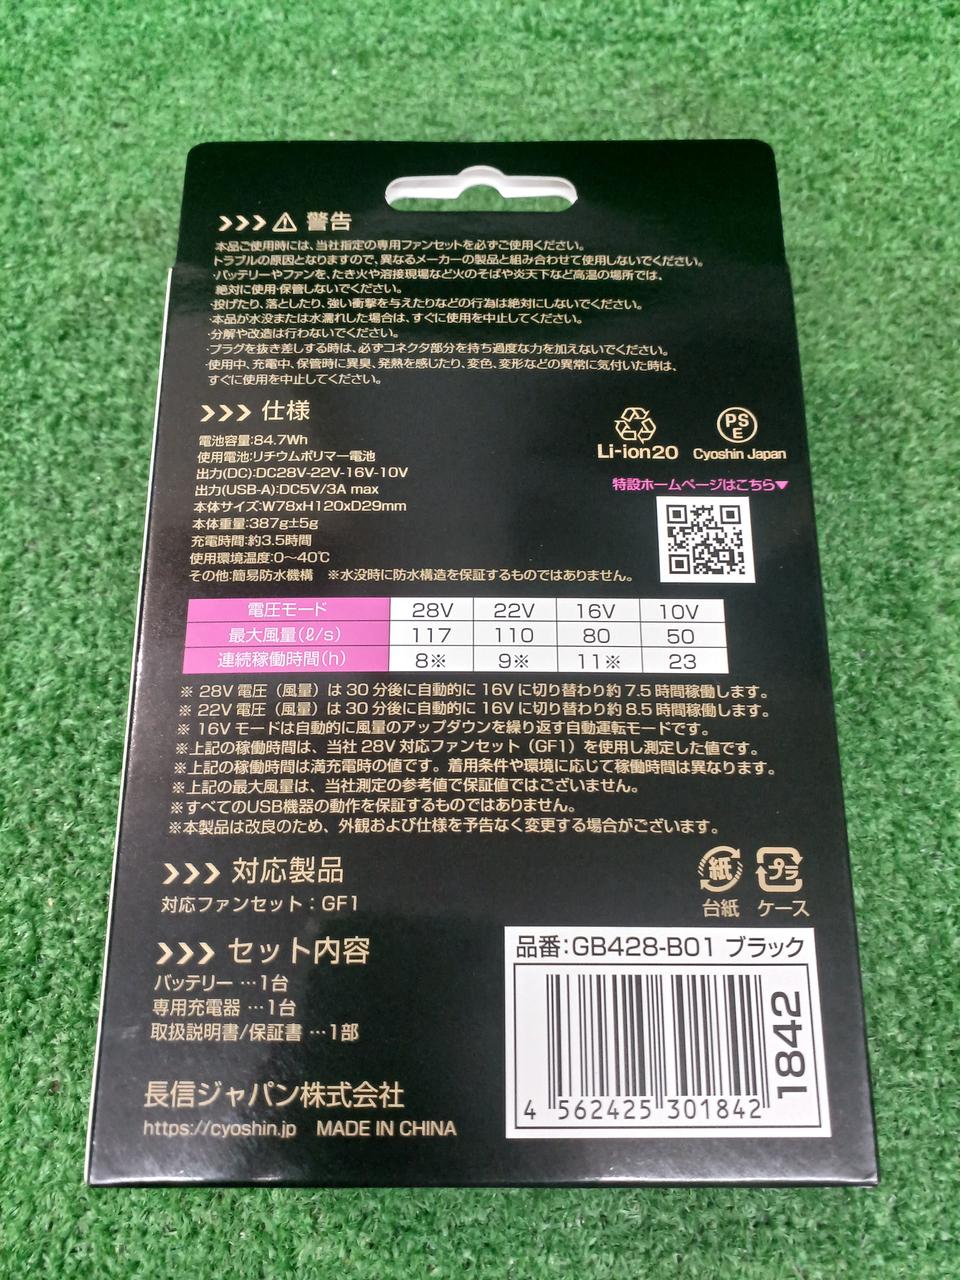 >>> ⚠ 警告
本品ご使用時には、当社指定の専用ファンセットを必ずご使用ください。
トラブルの原因となりますので、異なるメーカーの製品と組み合わせて使用しないでください。
・バッテリーやファンを、たき火や溶接現場など火のそばや炎天下など高温の場所では、
絶対に使用・保管しないでください。
・投げたり、落としたり、強い衝撃を与えたりなどの行為は絶対にしないでください。
・本品が水没または水濡れした場合は、すぐに使用を中止してください。
・分解や改造は行わないでください。
・プラグを抜き差しする時は、必ずコネクタ部分を持ち過度な力を加えないでください。
・使用中、充電中、保管時に異臭、発熱を感じたり、変色、変形などの異常に気付いた時は、
すぐに使用を中止してください。
>>> 仕様
電池容量:84.7Wh
使用電池:リチウムポリマー電池
出力(DC):DC28V-22V-16V-10V
出力(USB-A):DC5V/3A max
本体サイズ:W78xH120xD29mm
本体重量:387g±5g
充電時間:約3.5時間
使用環境温度:0～40℃
その他:簡易防水機構 ※水没時に防水構造を保証するものではありません。
Li-ion20
PS
E
Cyoshin Japan
特設ホームページはこちら▼
電圧モード 28V 22V 16V 10V
最大風量(ℓ/s) 117 110 80 50
連続稼働時間(h) 8※ 9※ 11※ 23
※ 28V 電圧（風量）は 30 分後に自動的に 16V に切り替わり約 7.5 時間稼働します。
※ 22V 電圧（風量）は 30 分後に自動的に 16V に切り替わり約 8.5 時間稼働します。
※ 16V モードは自動的に風量のアップダウンを繰り返す自動運転モードです。
※上記の稼働時間は、当社 28V 対応ファンセット（GF1）を使用し測定した値です。
※上記の稼働時間は満充電時の値です。着用条件や環境に応じて稼働時間は異なります。
※上記の最大風量は、当社測定の参考値で保証値ではございません。
※すべてのUSB機器の動作を保証するものではありません。
※本製品は改良のため、外観および仕様を予告なく変更する場合がございます。
>>> 対応製品
対応ファンセット：GF1
紙
台紙
プラ
ケース
>>> セット内容
バッテリー …1台
専用充電器 …1台
取扱説明書/保証書 …1部
長信ジャパン株式会社
https://cyoshin.jp MADE IN CHINA
品番:GB428-B01 ブラック
1842
4 562425 301842